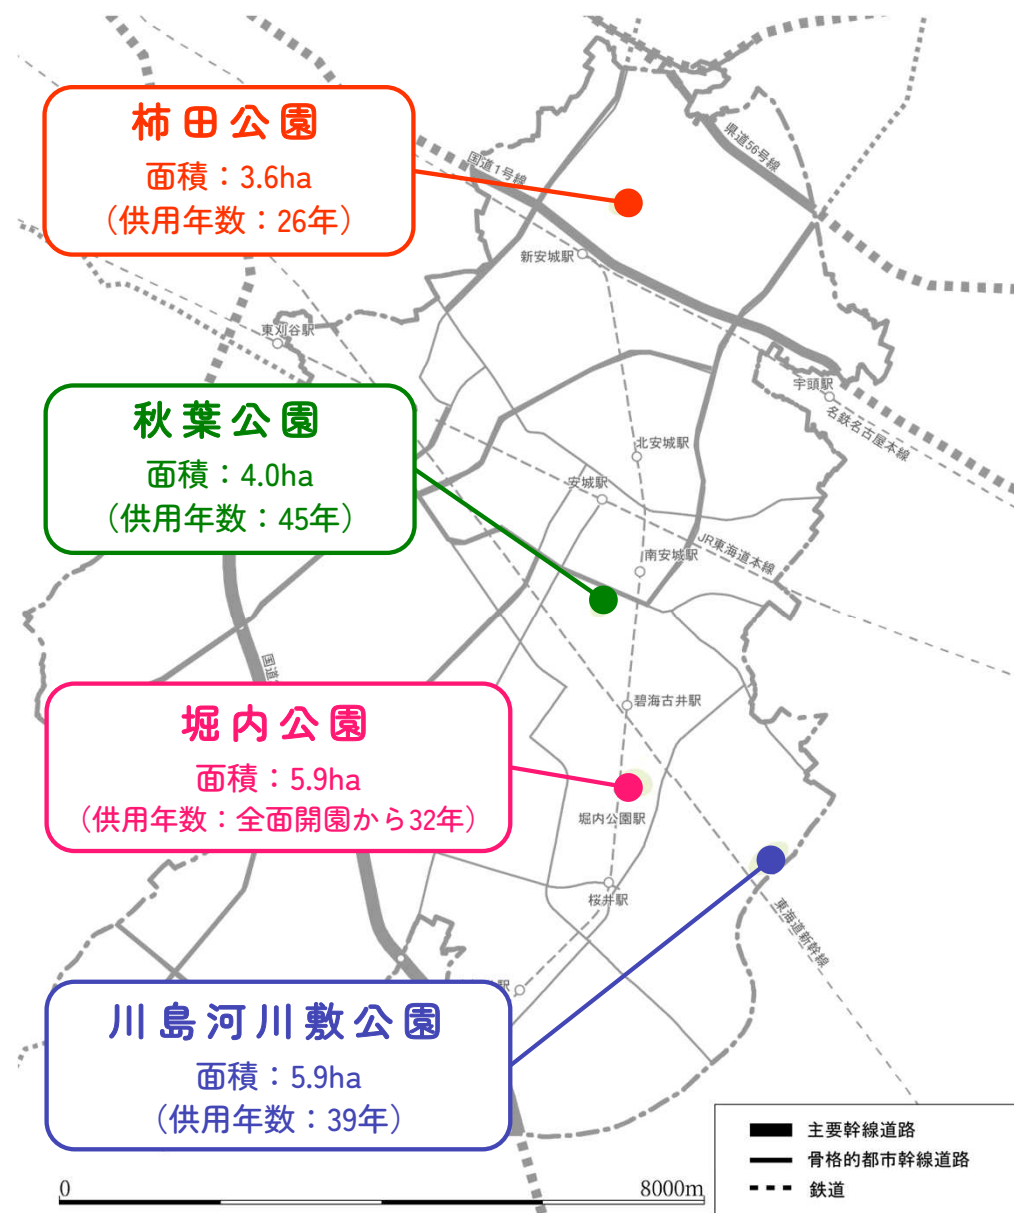 柿田公園
面積：3.6ha
（供用年数：26年）
国道1号線
県道56号線
新安城駅
東刈谷駅
宇頭駅
名鉄名古屋本線
秋葉公園
面積：4.0ha
（供用年数：45年）
北安城駅
安城駅
JR東海道本線
南安城駅
国道
碧海古井駅
堀内公園
面積：5.9ha
（供用年数：全面開園から32年）
堀内公園駅
桜井駅
東海道新幹線
駅
川島河川敷公園
面積：5.9ha
（供用年数：39年）
主要幹線道路
骨格的都市幹線道路
鉄道
0
8000m